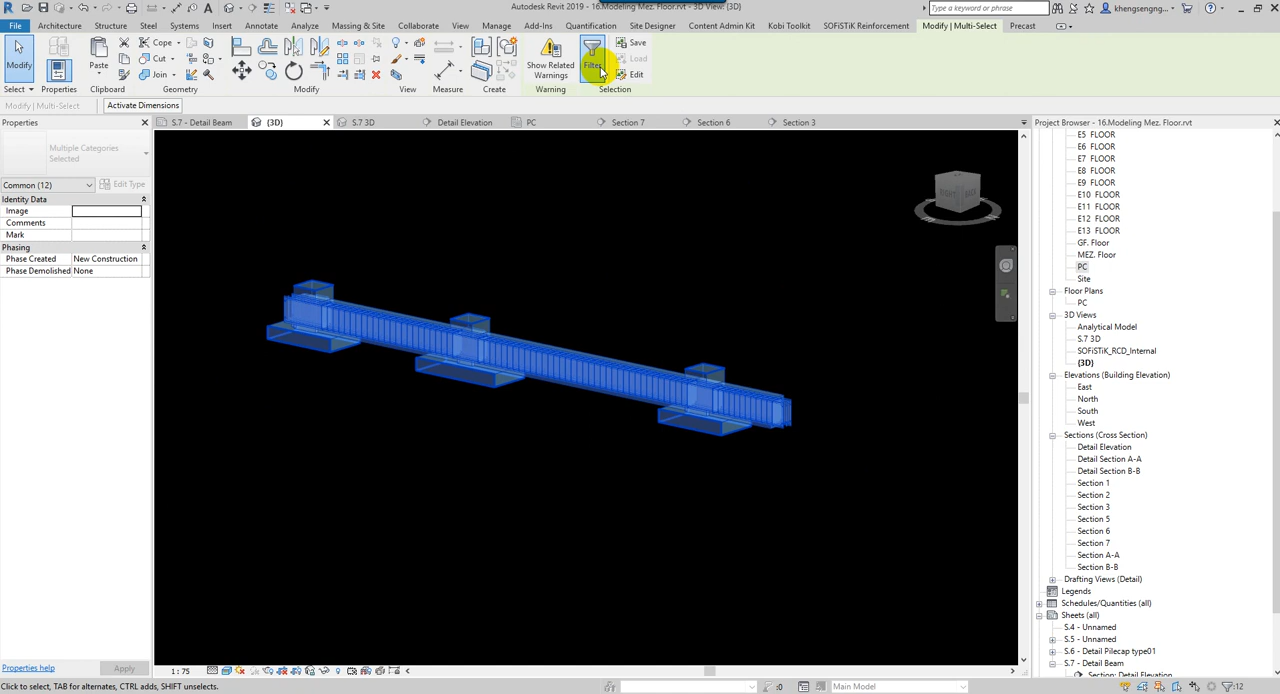 Autodesk Revit 2019 - 16.Modeling Mez. Floor.rvt - 3D View: {3D}
Type a keyword or phrase
khengsengng...
File Architecture Structure Steel Systems Insert Annotate Analyze Massing & Site Collaborate View Manage Add-Ins Quantification Site Designer Content Admin Kit Kobi Toolkit SOFiSTiK Reinforcement Modify | Multi-Select Precast
Modify
Select
Properties
Paste
Clipboard
Cope
Cut
Join
Geometry
Modify
View
Measure
Create
Show Related
Warnings
Warning
Filter
Save
Load
Edit
Selection
Modify | Multi-Select
Activate Dimensions
Properties
S.7 - Detail Beam
{3D}
S.7 3D
Detail Elevation
PC
Section 7
Section 6
Section 3
Project Browser - 16.Modeling Mez. Floor.rvt
Multiple Categories
Selected
Common (12)
Edit Type
Identity Data
Image
Comments
Mark
Phasing
Phase Created New Construction
Phase Demolished None
RIGHT
BACK
E5 FLOOR
E6 FLOOR
E7 FLOOR
E8 FLOOR
E9 FLOOR
E10 FLOOR
E11 FLOOR
E12 FLOOR
E13 FLOOR
GF. Floor
MEZ. Floor
PC
Site
Floor Plans
PC
3D Views
Analytical Model
S.7 3D
SOFiSTiK_RCD_Internal
{3D}
Elevations (Building Elevation)
East
North
South
West
Sections (Cross Section)
Detail Elevation
Detail Section A-A
Detail Section B-B
Section 1
Section 2
Section 3
Section 5
Section 6
Section 7
Section A-A
Section B-B
Drafting Views (Detail)
Legends
Schedules/Quantities (all)
Sheets (all)
S.4 - Unnamed
S.5 - Unnamed
S.6 - Detail Pilecap type01
S.7 - Detail Beam
Section: Detail Elevation
Properties help
Apply
1 : 75
Click to select, TAB for alternates, CTRL adds, SHIFT unselects.
:0
Main Model
:12